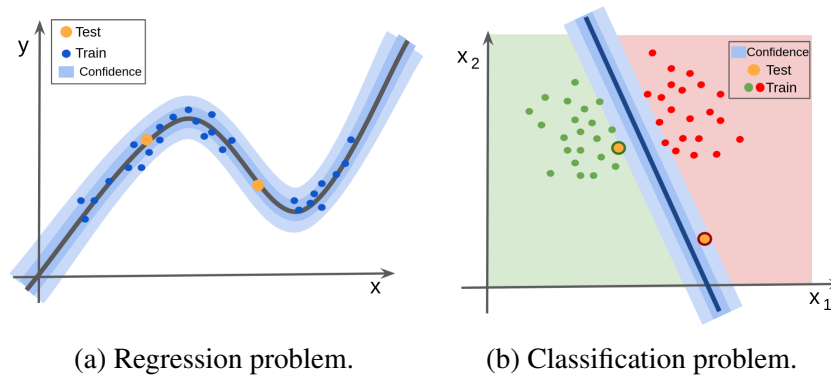 y
Test
Train
Confidence
x
x2
Confidence
Test
Train
x1
(a) Regression problem.
(b) Classification problem.